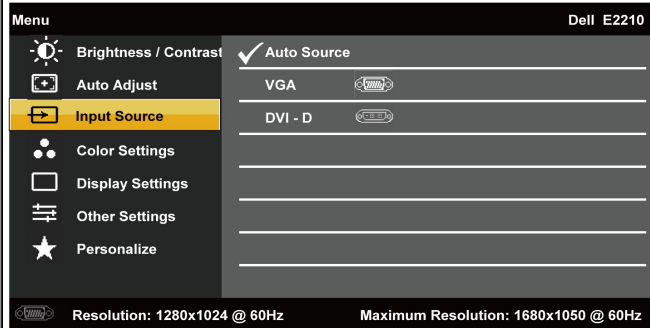 Menu Dell E2210
Brightness / Contrast Auto Source
Auto Adjust VGA
Input Source DVI - D
Color Settings
Display Settings
Other Settings
Personalize
Resolution: 1280x1024 @ 60Hz Maximum Resolution: 1680x1050 @ 60Hz